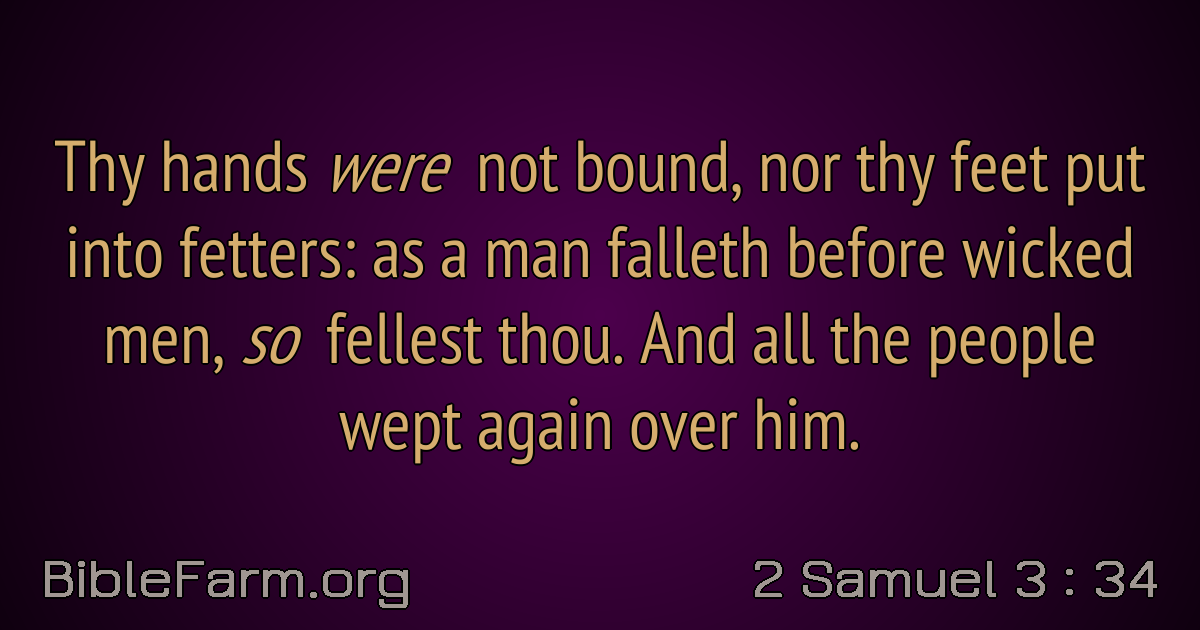 Thy hands were not bound, nor thy feet put
into fetters: as a man falleth before wicked
men, so fellest thou. And all the people
wept again over him.
BibleFarm.org
2 Samuel 3 : 34